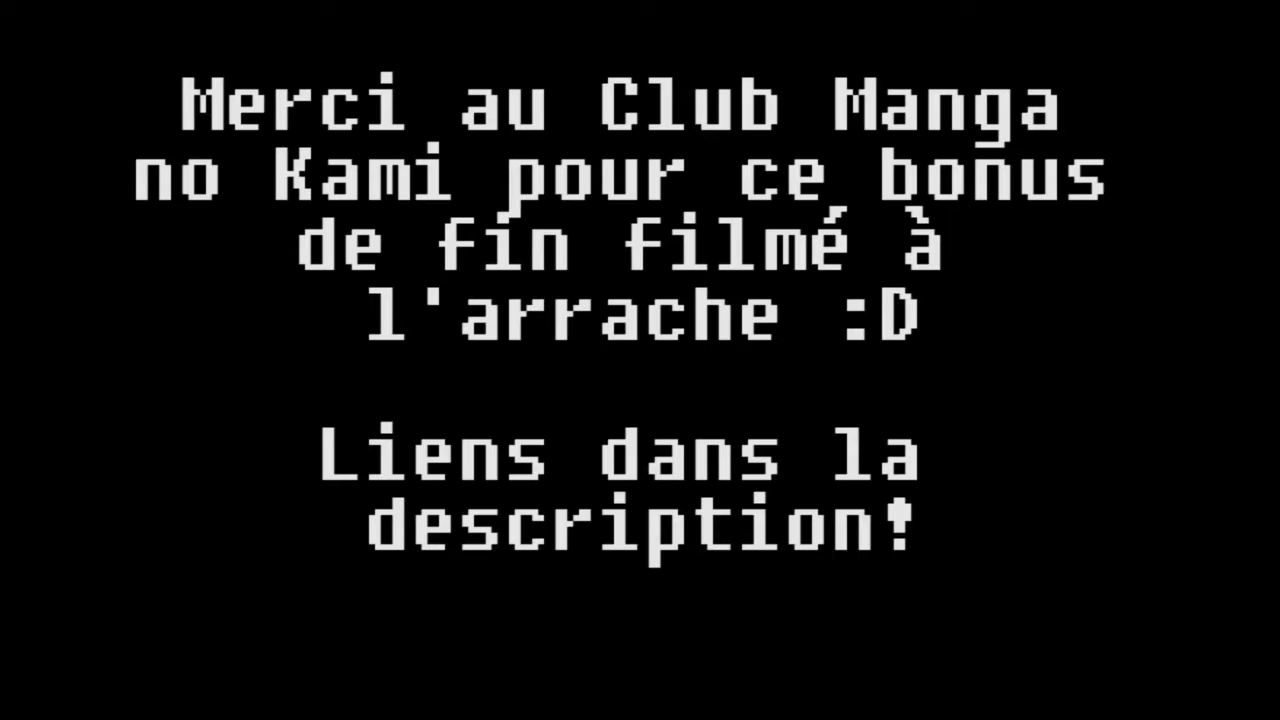 Merci au Club Manga
no Kami pour ce bonus
de fin filmé à
l'arrache :D
Liens dans la
description!